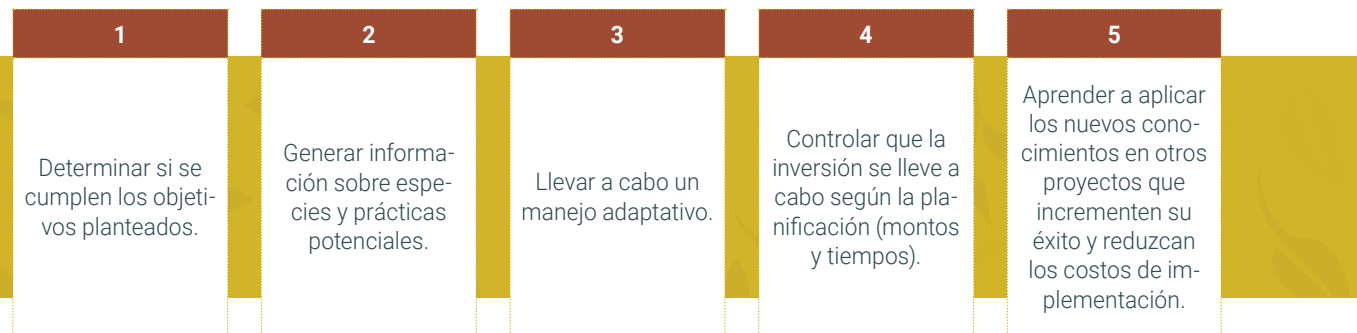 1
Determinar si se
cumplen los objeti-
vos planteados.
2
Generar informa-
ción sobre espe-
cies y prácticas
potenciales.
3
Llevar a cabo un
manejo adaptativo.
4
Controlar que la
inversión se lleve a
cabo según la pla-
nificación (montos
y tiempos).
5
Aprender a aplicar
los nuevos cono-
cimientos en otros
proyectos que
incrementen su
éxito y reduzcan
los costos de im-
plementación.